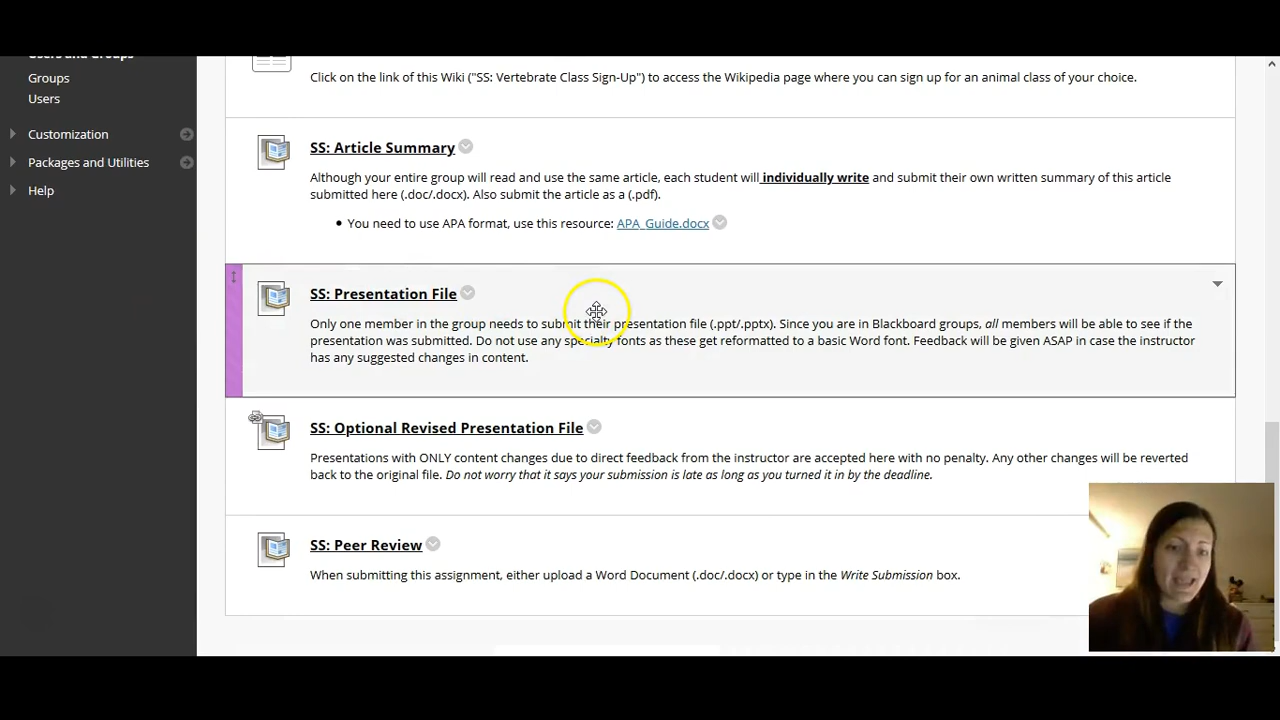 Users and Groups
Groups
Users
Customization
Packages and Utilities
Help
Click on the link of this Wiki ("SS: Vertebrate Class Sign-Up") to access the Wikipedia page where you can sign up for an animal class of your choice.
SS: Article Summary
Although your entire group will read and use the same article, each student will individually write and submit their own written summary of this article
submitted here (.doc/.docx). Also submit the article as a (.pdf).
• You need to use APA format, use this resource: APA_Guide.docx
SS: Presentation File
Only one member in the group needs to submit their presentation file (.ppt/.pptx). Since you are in Blackboard groups, all members will be able to see if the
presentation was submitted. Do not use any specialty fonts as these get reformatted to a basic Word font. Feedback will be given ASAP in case the instructor
has any suggested changes in content.
SS: Optional Revised Presentation File
Presentations with ONLY content changes due to direct feedback from the instructor are accepted here with no penalty. Any other changes will be reverted
back to the original file. Do not worry that it says your submission is late as long as you turned it in by the deadline.
SS: Peer Review
When submitting this assignment, either upload a Word Document (.doc/.docx) or type in the Write Submission box.